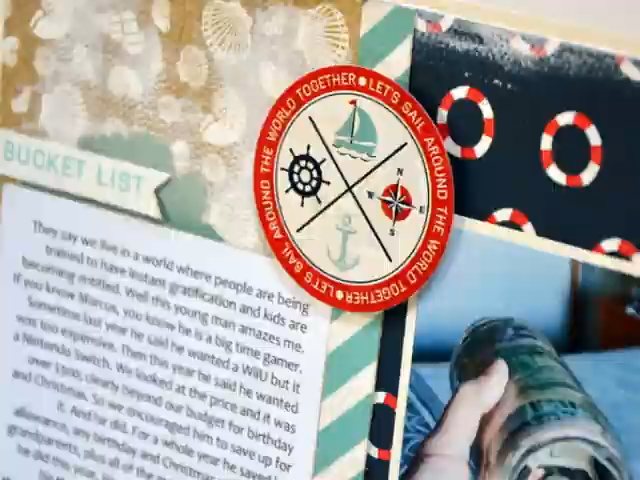 LET'S SAIL AROUND THE WORLD TOGETHER
LET'S SAIL AROUND THE WORLD TOGETHER
N
W
E
S
BUCKET LIST
They say we live in a world where people are being
trained to have instant gratification and kids are
becoming entitled. Well this young man amazes me.
If you know Marcus, you know he is a big time gamer.
Sometime last year he said he wanted a WiiU but it
was too expensive. Then this year he said he wanted
a Nintendo Switch. We looked at the price and it was
over $300, clearly beyond our budget for birthday
and Christmas. So we encouraged him to save up for
it. And he did. For a whole year he saved
allowance, any birthday and Christmas
grandparents, plus all of the
he did this year.